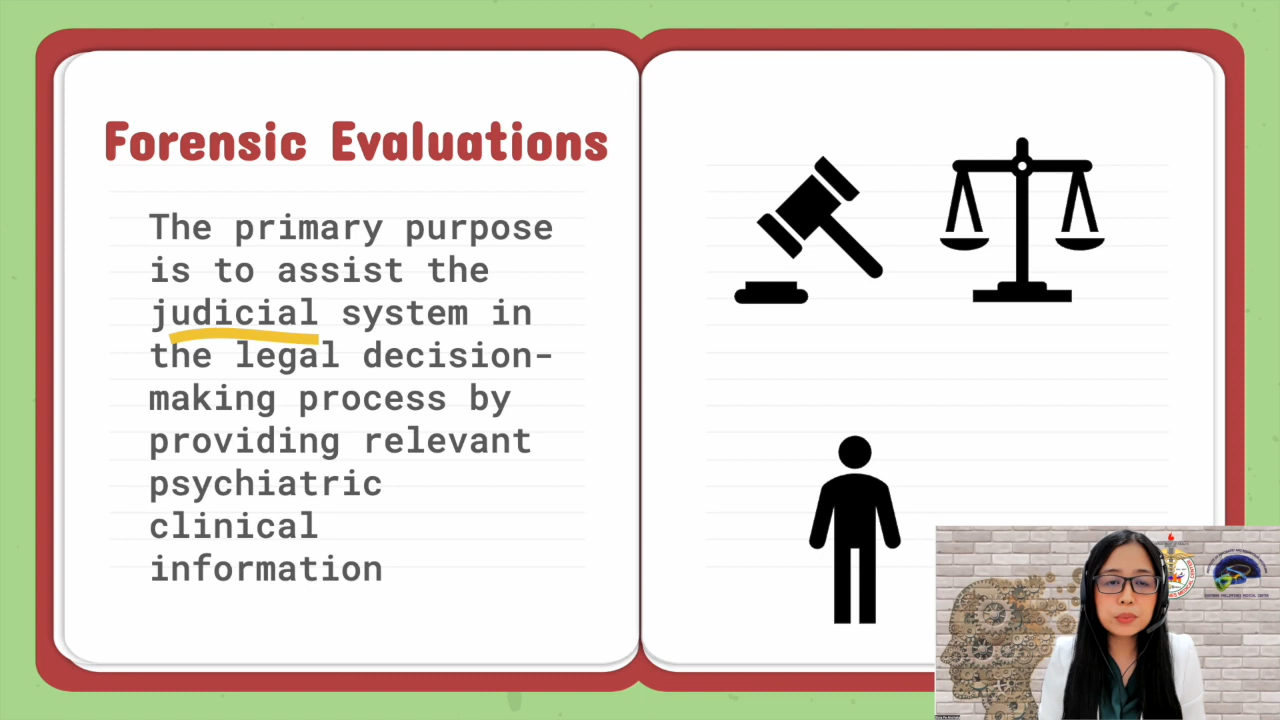 Forensic Evaluations
The primary purpose
is to assist the
judicial system in
the legal decision-
making process by
providing relevant
psychiatric
clinical
information